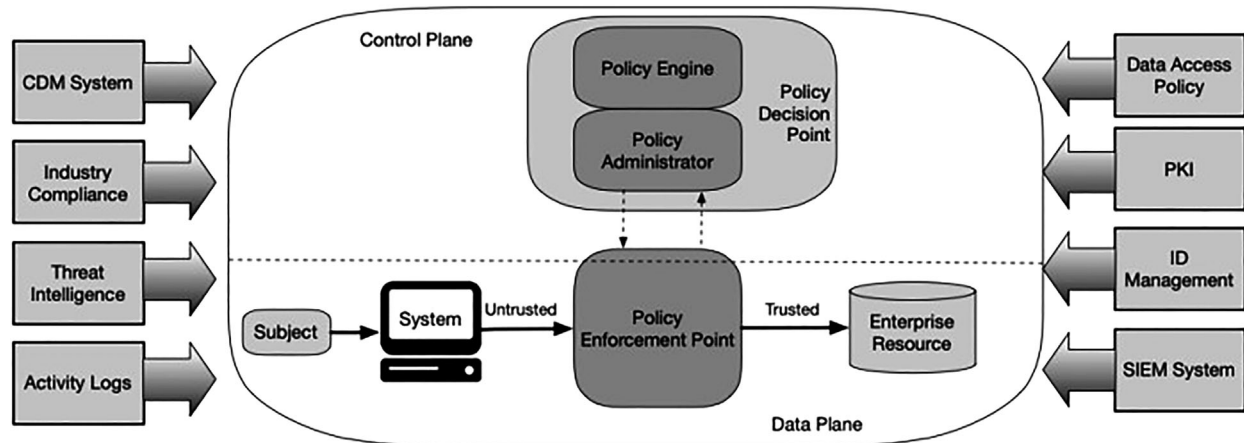 Control Plane
Policy Engine
Policy
Administrator
Policy
Decision
Point
CDM System
Industry
Compliance
Threat
Intelligence
Activity Logs
Data Access
Policy
PKI
ID
Management
SIEM System
Subject
System
Untrusted
Policy
Enforcement Point
Trusted
Enterprise
Resource
Data Plane